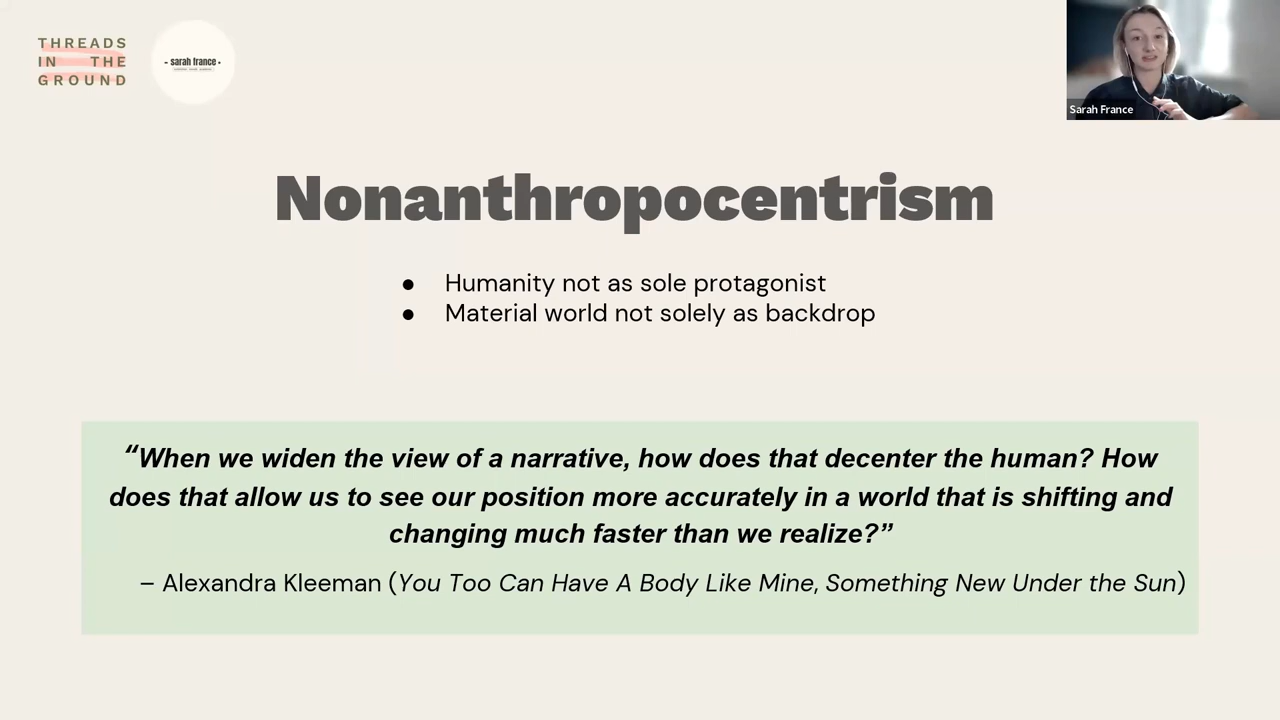 THREADS
IN THE
GROUND
- sarah france -
Sarah France
Nonanthropocentrism
● Humanity not as sole protagonist
● Material world not solely as backdrop
“When we widen the view of a narrative, how does that decenter the human? How
does that allow us to see our position more accurately in a world that is shifting and
changing much faster than we realize?”
– Alexandra Kleeman (You Too Can Have A Body Like Mine, Something New Under the Sun)